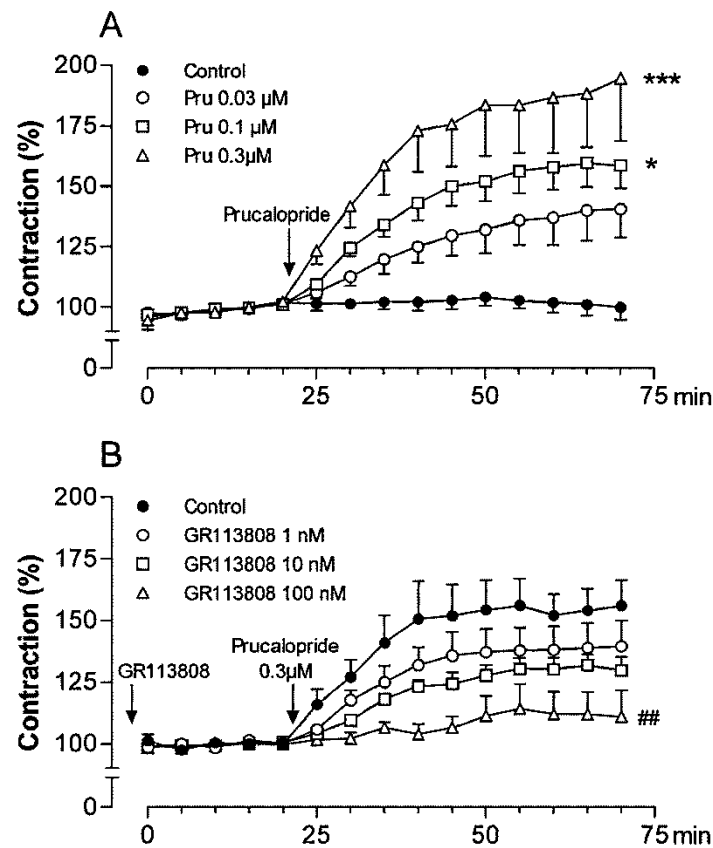 A
Contraction (%)
200
175
150
125
100
0
Control
Pru 0.03 µM
Pru 0.1 µM
Pru 0.3µM
Prucalopride
***
*
0 25 50 75 min
B
Contraction (%)
200
175
150
125
100
0
Control
GR113808 1 nM
GR113808 10 nM
GR113808 100 nM
GR113808
Prucalopride
0.3µM
##
0 25 50 75 min